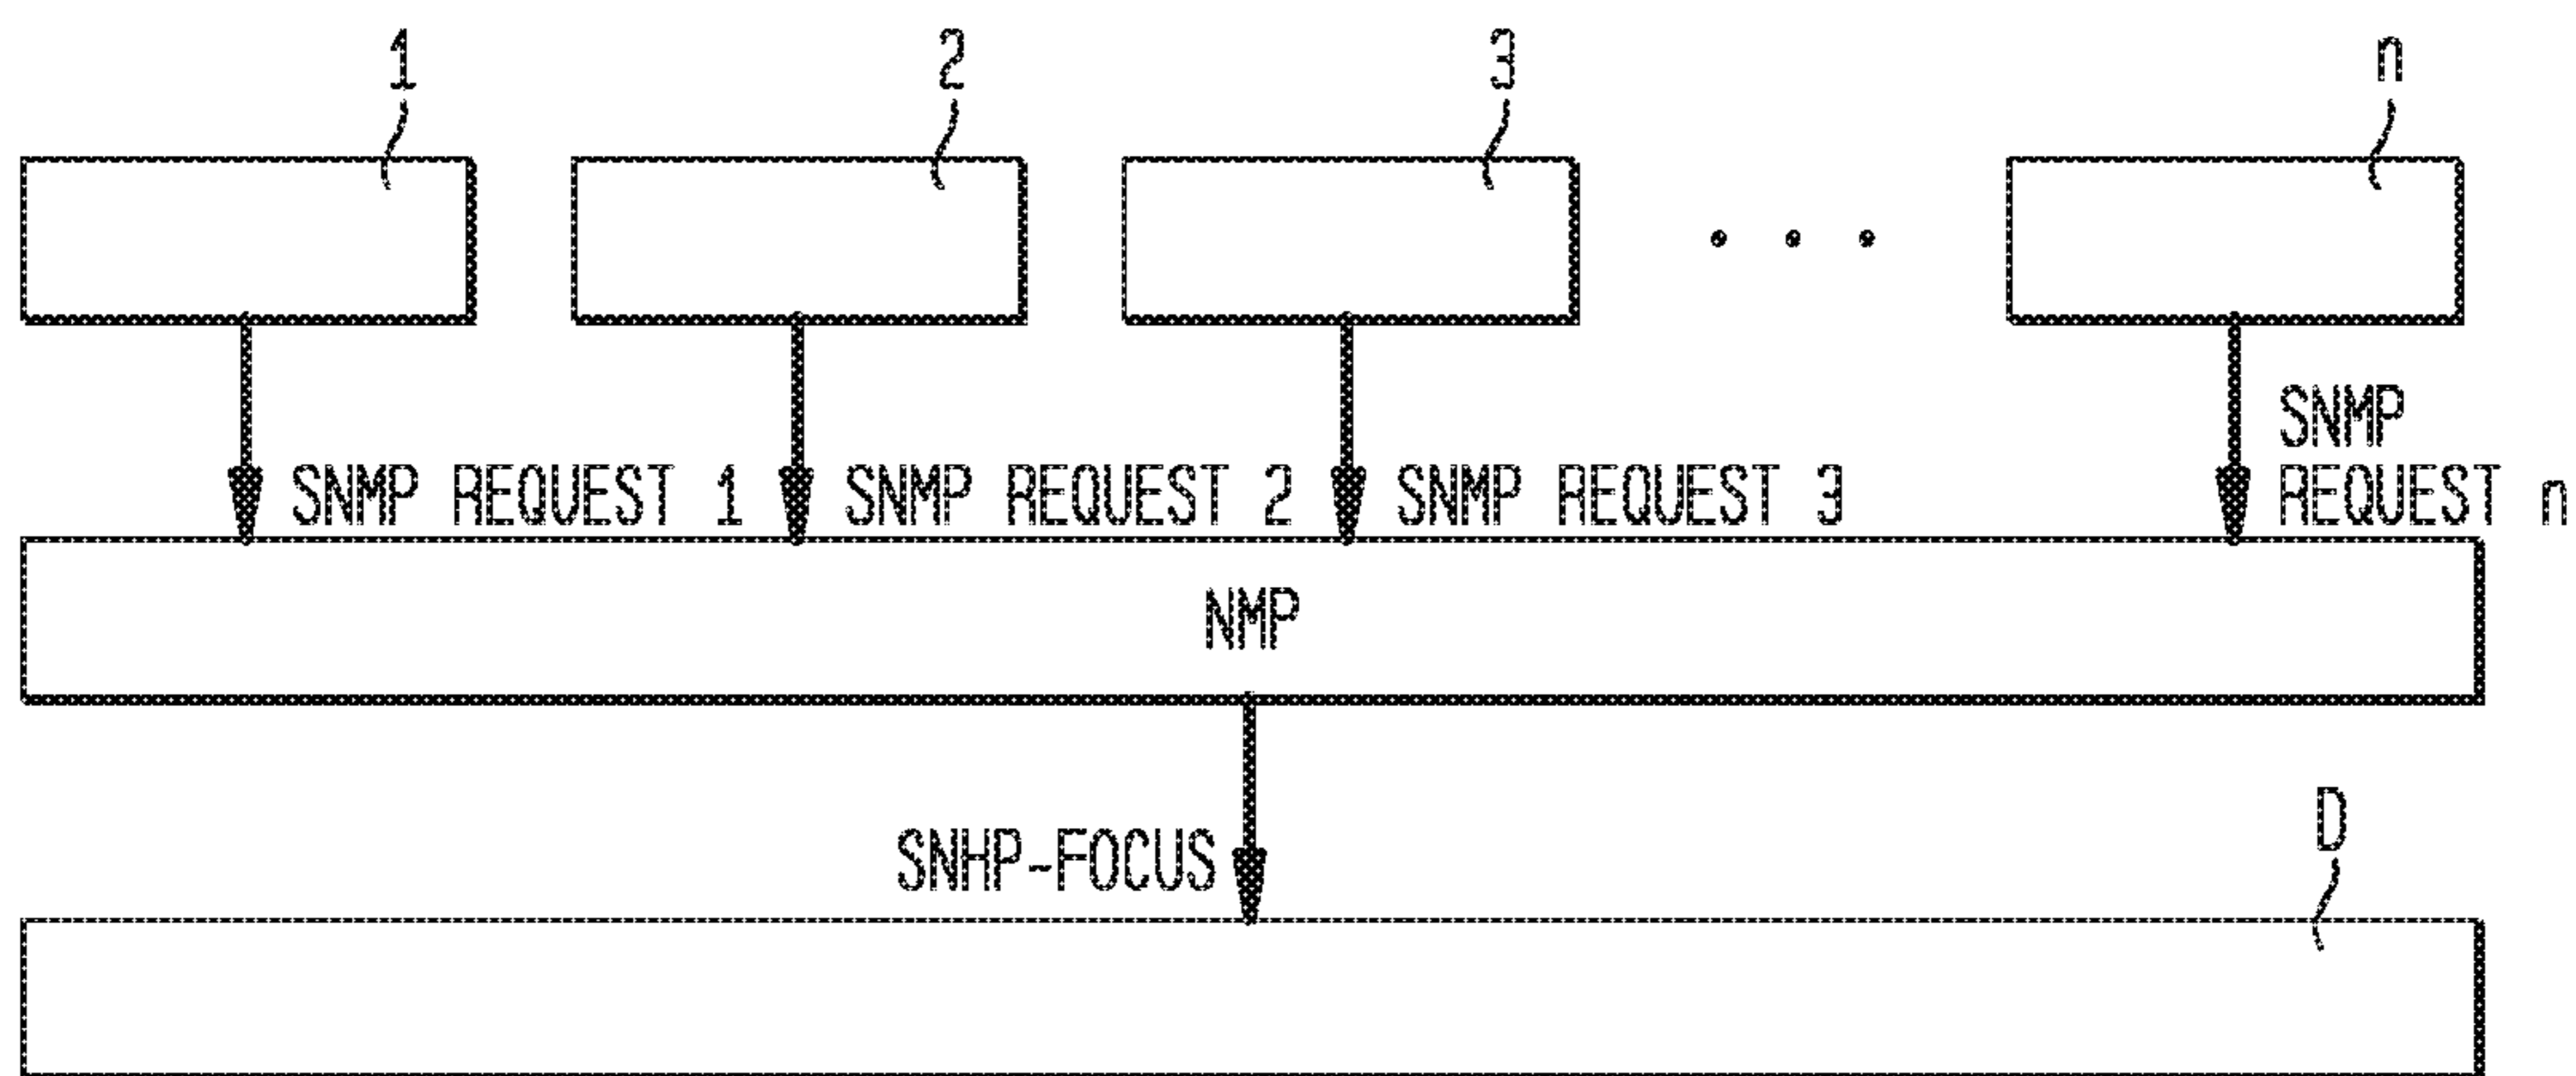 1
2
3
n
SNMP REQUEST 1
SNMP REQUEST 2
SNMP REQUEST 3
SNMP
REQUEST n
NMP
SNHP-FOCUS
D